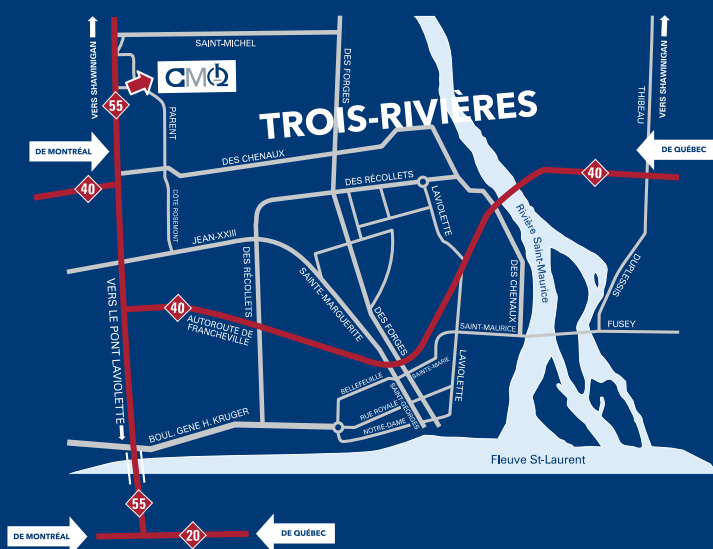 VERS SHAWINIGAN
SAINT-MICHEL
DES FORGES
VERS SHAWINIGAN
THIBEAU
CMQ
55
PARENT
TROIS-RIVIÈRES
DE MONTRÉAL
DES CHENAUX
DE QUÉBEC
40
40
DES RÉCOLLETS
LAVIOLETTE
CÔTE ROSEMONT
JEAN-XXIII
DES RÉCOLLETS
SAINTE-MARGUERITE
DES CHENAUX
Rivière Saint-Maurice
DUPLESSIS
VERS LE PONT LAVIOLETTE
40
AUTOROUTE DE
FRANCHEVILLE
DES FORGES
SAINT-MAURICE
FUSEY
LAVIOLETTE
SAINTE-MARIE
BELLEFEUILLE
SAINT-GEORGES
RUE ROYALE
NOTRE-DAME
BOUL. GENE H. KRUGER
Fleuve St-Laurent
55
DE MONTRÉAL
20
DE QUÉBEC